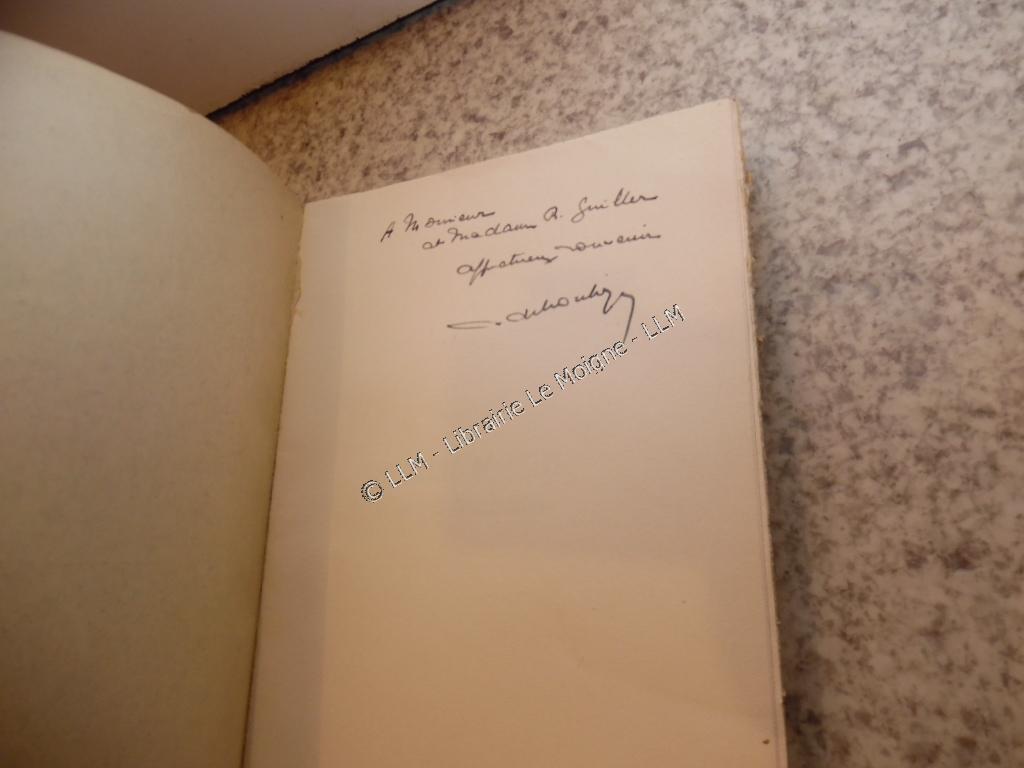 A Monsieur
et Madame R. Guiller
affectueux souvenir
© LLM - Librairie Le Moigne - LLM